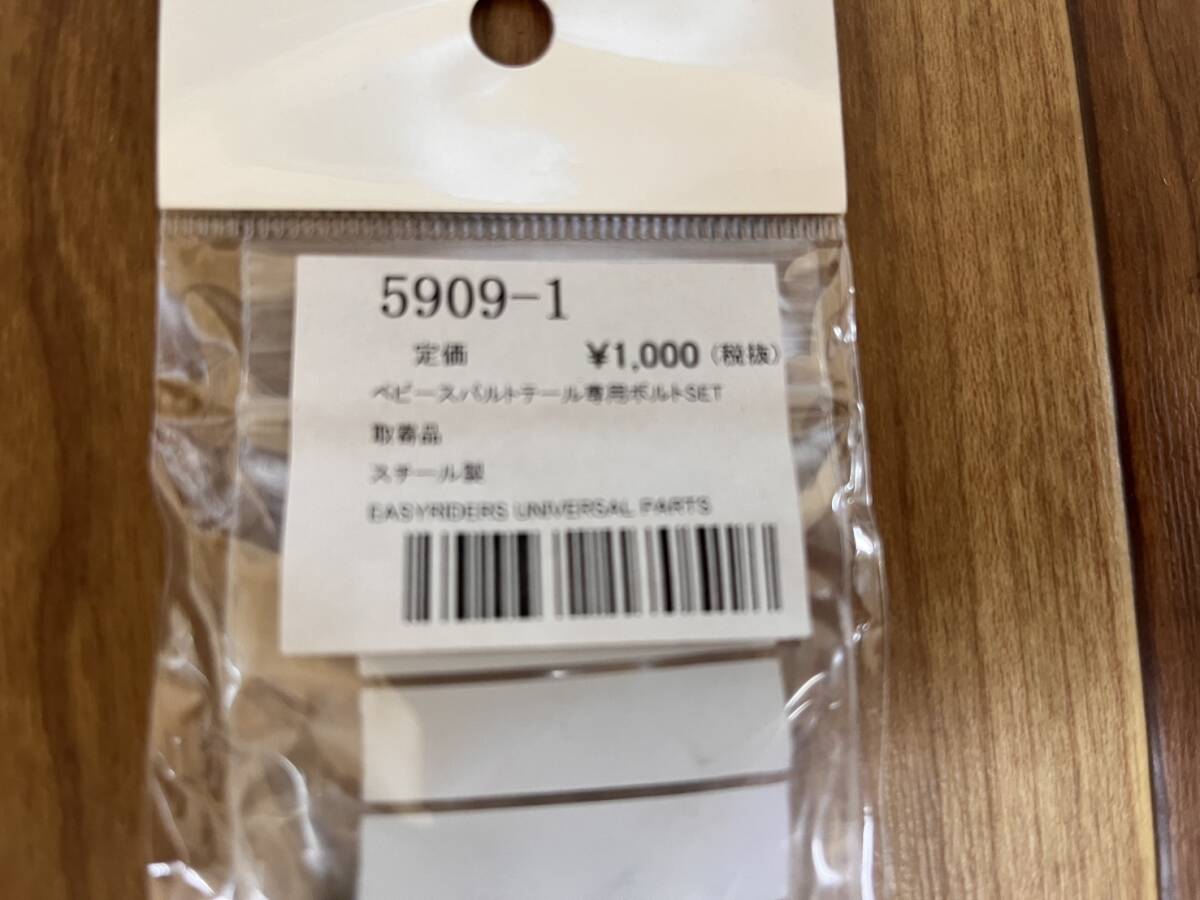 5909-1
定価 ¥1,000（税抜）
ベビースバルトテール専用ボルトSET
取寄品
スチール製
EASYRIDERS UNIVERSAL PARTS